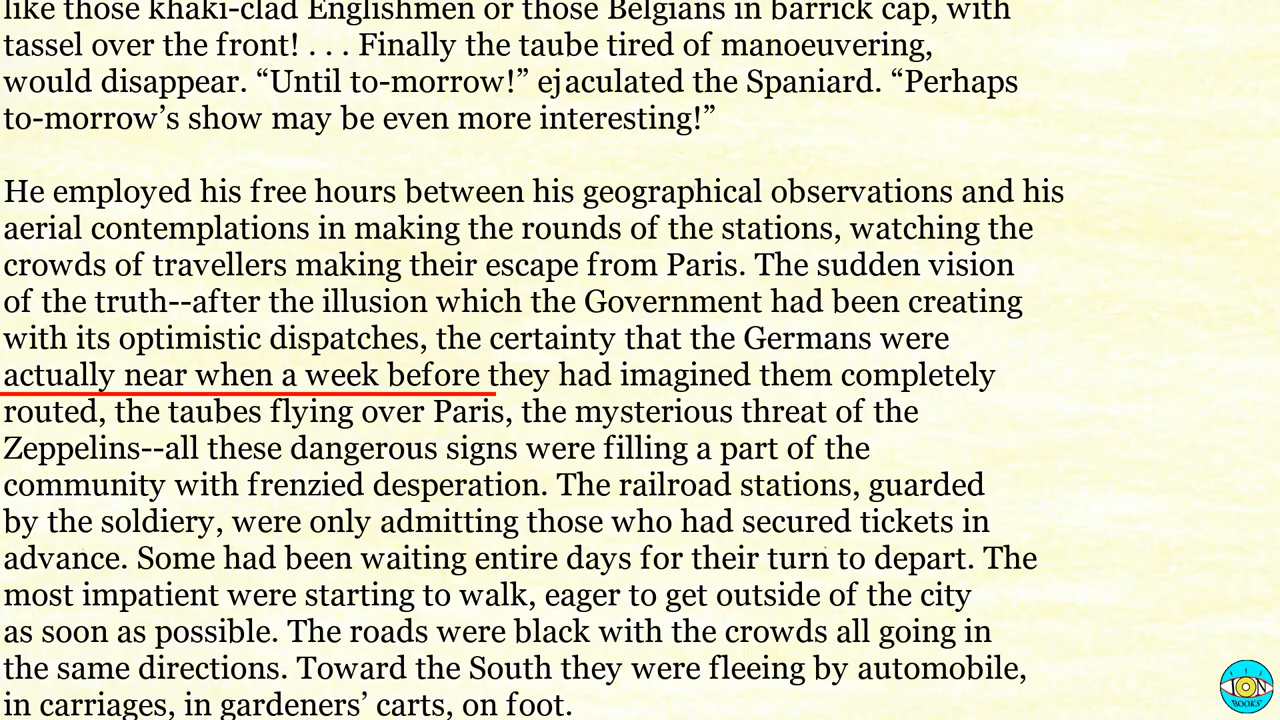 like those khaki-clad Englishmen or those Belgians in barrick cap, with
tassel over the front! . . . Finally the taube tired of manoeuvering,
would disappear. “Until to-morrow!” ejaculated the Spaniard. “Perhaps
to-morrow’s show may be even more interesting!”
He employed his free hours between his geographical observations and his
aerial contemplations in making the rounds of the stations, watching the
crowds of travellers making their escape from Paris. The sudden vision
of the truth--after the illusion which the Government had been creating
with its optimistic dispatches, the certainty that the Germans were
actually near when a week before they had imagined them completely
routed, the taubes flying over Paris, the mysterious threat of the
Zeppelins--all these dangerous signs were filling a part of the
community with frenzied desperation. The railroad stations, guarded
by the soldiery, were only admitting those who had secured tickets in
advance. Some had been waiting entire days for their turn to depart. The
most impatient were starting to walk, eager to get outside of the city
as soon as possible. The roads were black with the crowds all going in
the same directions. Toward the South they were fleeing by automobile,
in carriages, in gardeners’ carts, on foot.
ION
BOOKS